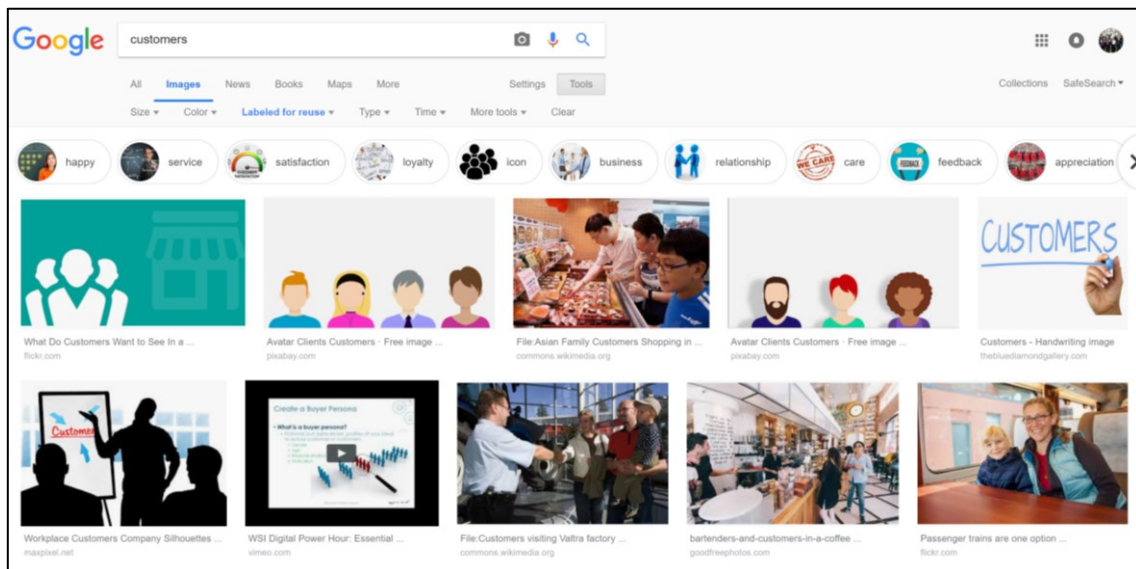 Google
customers
All Images News Books Maps More Settings Tools
Collections SafeSearch
Size Color Labeled for reuse Type Time More tools Clear
happy service satisfaction loyalty icon business relationship care feedback appreciation
WE CARE
FEEDBACK
CUSTOMERS
What Do Customers Want to See In a ...
flickr.com
Avatar Clients Customers · Free image ...
pixabay.com
File:Asian Family Customers Shopping in ...
commons.wikimedia.org
Avatar Clients Customers · Free image ...
pixabay.com
Customers - Handwriting image
thebluediamondgallery.com
Customer
Create a Buyer Persona
What is a buyer persona?
Workplace Customers Company Silhouettes ...
maxpixel.net
WSI Digital Power Hour: Essential ...
vimeo.com
File:Customers visiting Valtra factory ...
commons.wikimedia.org
bartenders-and-customers-in-a-coffee ...
goodfreephotos.com
Passenger trains are one option ...
flickr.com